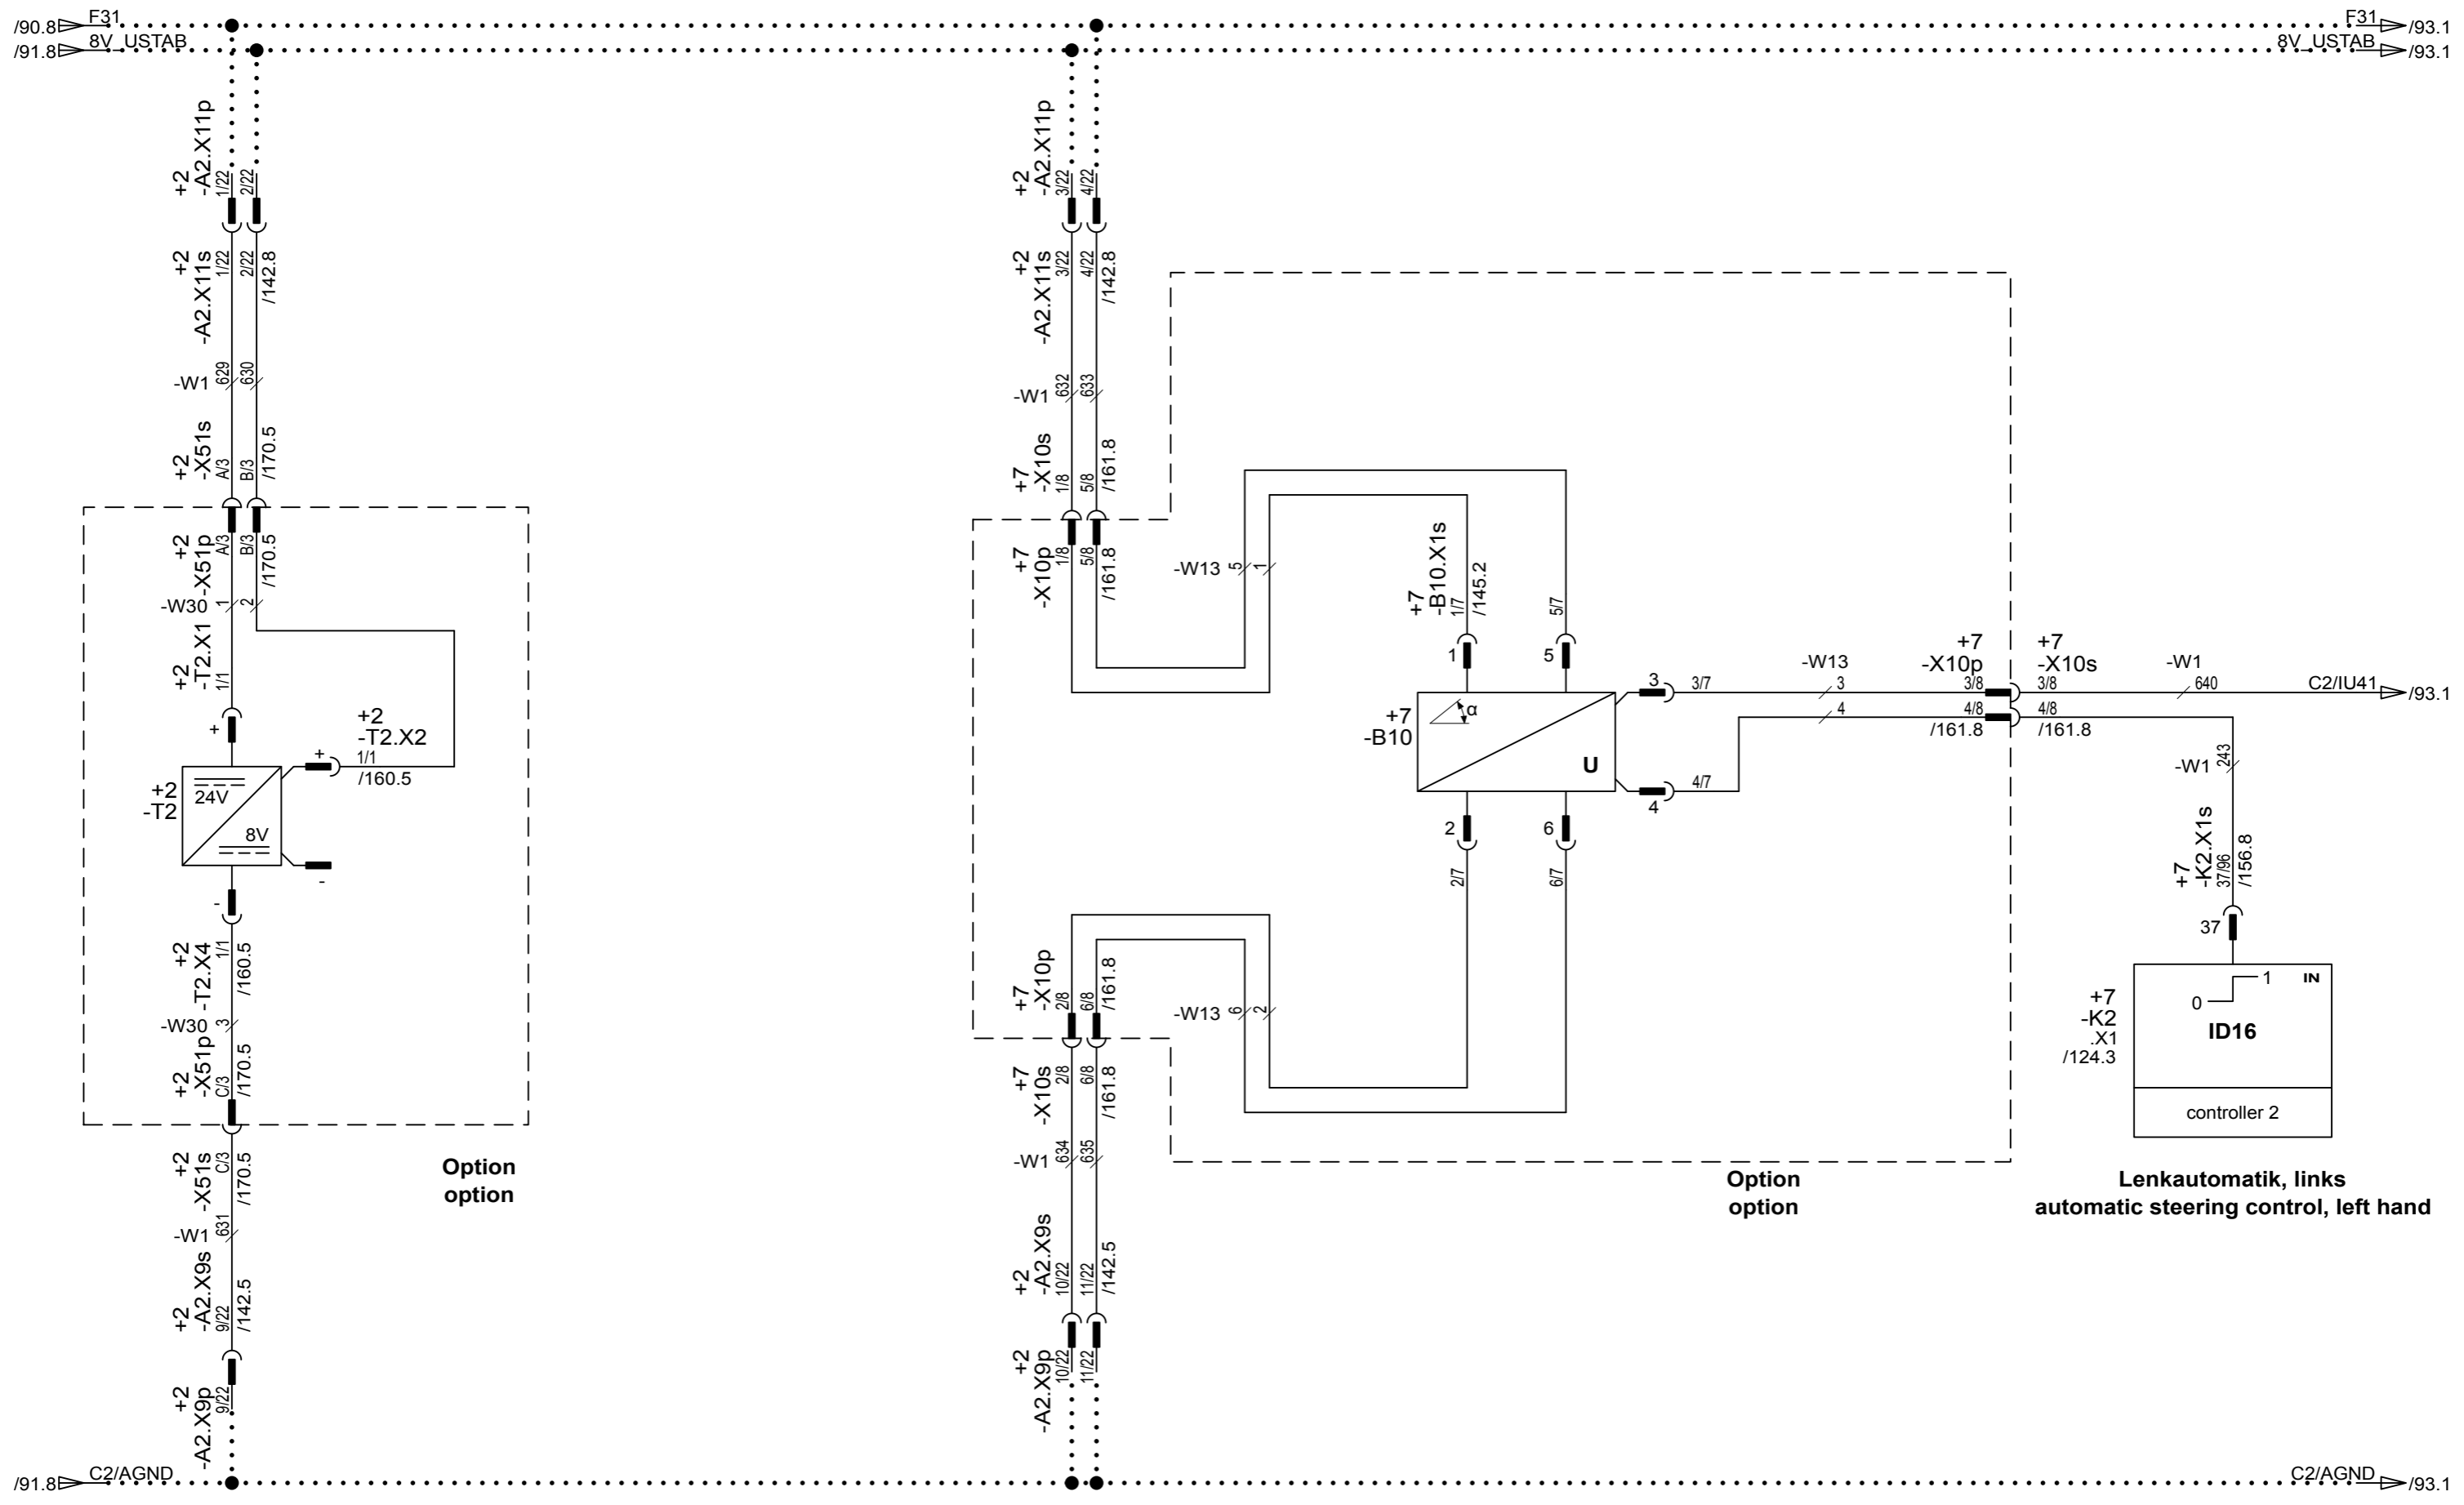 /90.8
F31
F31
/93.1
/91.8
8V_USTAB
8V_USTAB
/93.1
+2
-A2.X11p
1/22
2/22
+2
-A2.X11s
1/22
2/22
/142.8
-W1
629
630
+2
-X51s
A/3
B/3
/170.5
+2
-X51p
A/3
B/3
/170.5
-W30
1
2
+2
-T2.X1
1/1
+
+2
-T2.X2
+
1/1
/160.5
+2
-T2
24V
8V
-
-
+2
-T2.X4
1/1
/160.5
-W30
3
+2
-X51p
C/3
/170.5
Option
option
+2
-X51s
C/3
/170.5
-W1
631
+2
-A2.X9s
9/22
/142.5
+2
-A2.X9p
9/22
+2
-A2.X11p
3/22
4/22
+2
-A2.X11s
3/22
4/22
/142.8
-W1
632
633
+7
-X10s
1/8
5/8
/161.8
+7
-X10p
1/8
5/8
/161.8
-W13
5
1
+7
-B10.X1s
1/7
/145.2
5/7
1
5
+7
-B10
α
U
3
3/7
-W13
3
+7
-X10p
3/8
+7
-X10s
3/8
-W1
640
C2/IU41
/93.1
4
4/7
4
4/8
/161.8
4/8
/161.8
2
6
2/7
6/7
+7
-X10p
2/8
6/8
/161.8
-W13
6
2
+7
-X10s
2/8
6/8
/161.8
-W1
634
635
+2
-A2.X9s
10/22
11/22
/142.5
+2
-A2.X9p
10/22
11/22
Option
option
-W1
243
+7
-K2.X1s
37/96
/156.8
37
+7
-K2
.X1
/124.3
0
1
IN
ID16
controller 2
Lenkautomatik, links
automatic steering control, left hand
/91.8
C2/AGND
C2/AGND
/93.1